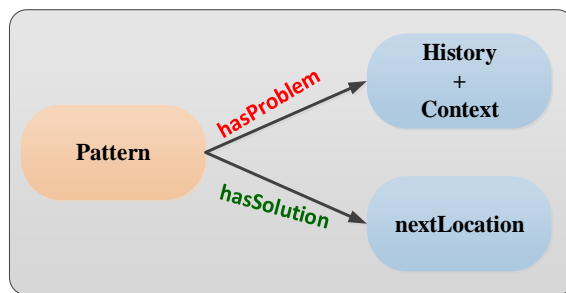 History
+
Context
hasProblem
Pattern
hasSolution
nextLocation